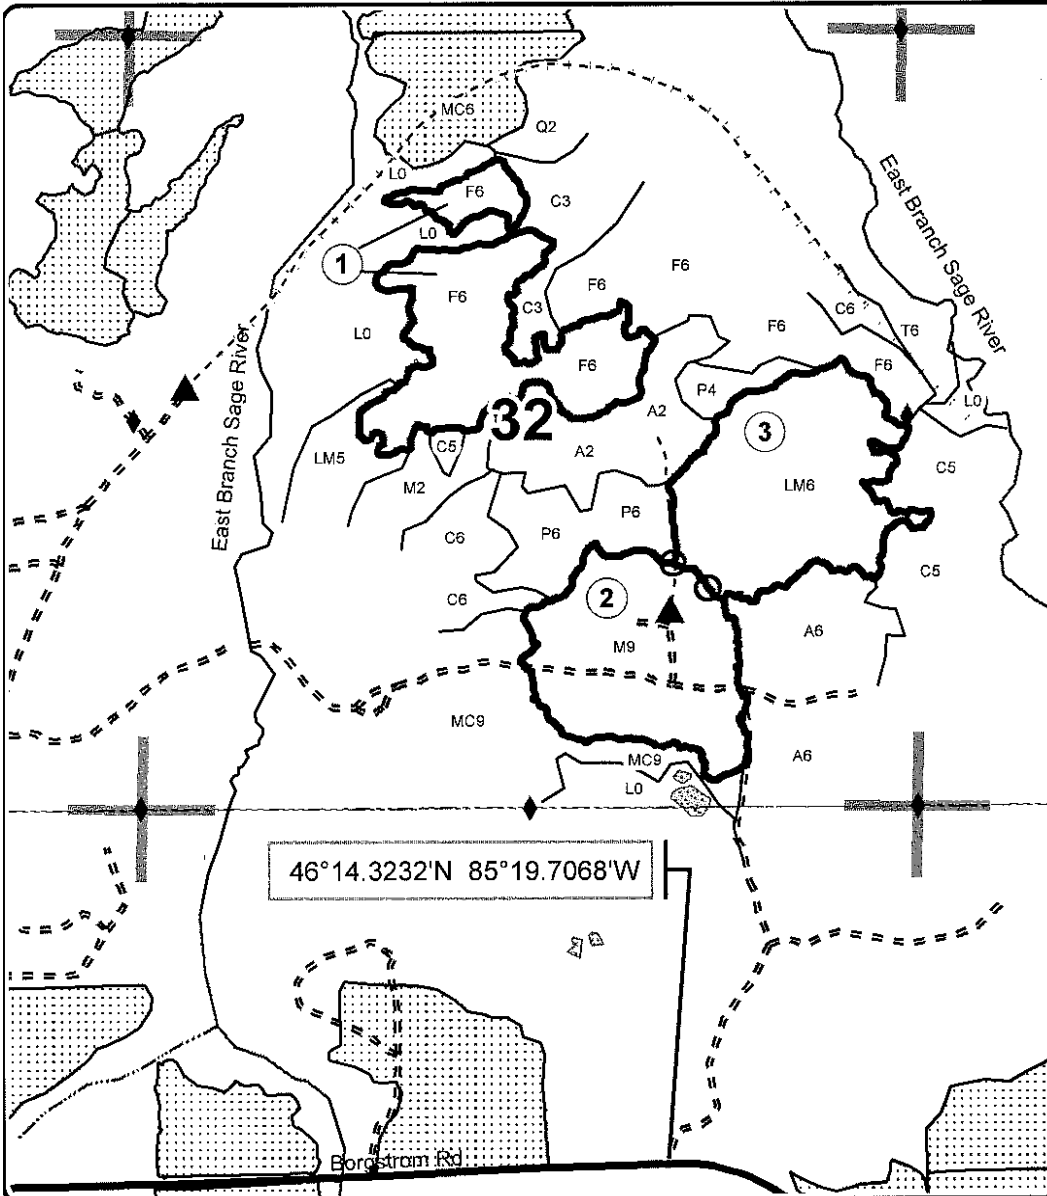 MC6
Q2
L0
F6
C3
L0
1
F6
F6
F6
East Branch Sage River
C3
L0
F6
C6
T6
F6
F6
L0
P4
A2
32
3
C5
A2
LM5
LM6
C5
M2
East Branch Sage River
P6
P6
C6
C5
C6
2
A6
M9
MC9
A6
MC9
L0
46°14.3232'N 85°19.7068'W
Borgstrom Rd